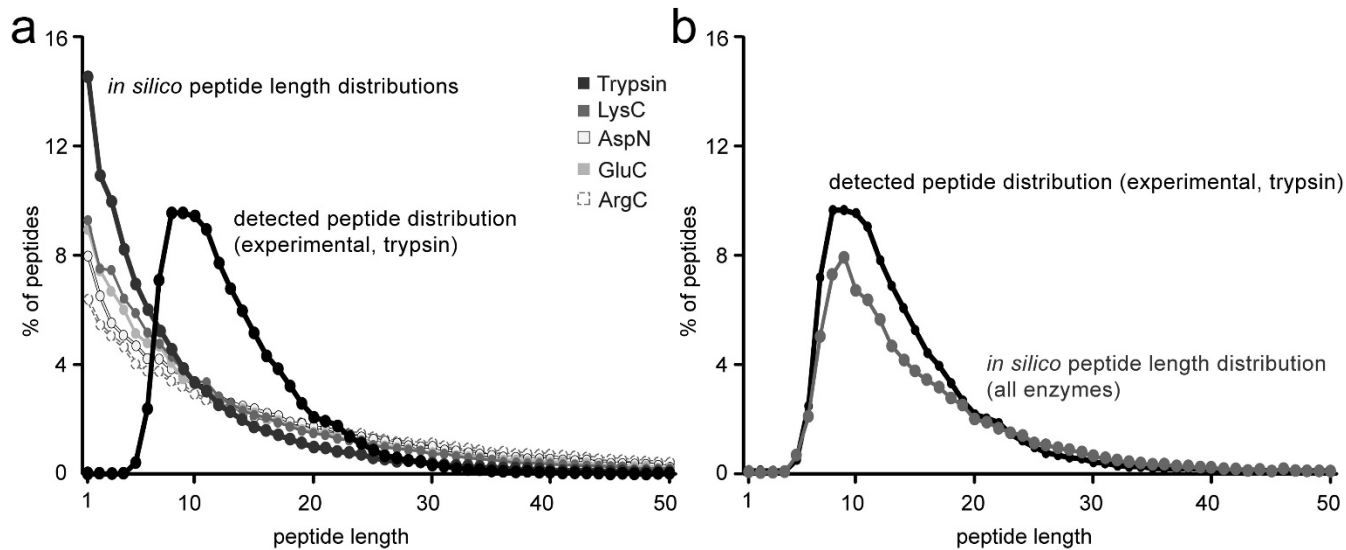 a
16
12
8
4
0
% of peptides
in silico peptide length distributions
Trypsin
LysC
AspN
GluC
ArgC
detected peptide distribution
(experimental, trypsin)
1 10 20 30 40 50
peptide length
b
16
12
8
4
0
% of peptides
detected peptide distribution (experimental, trypsin)
in silico peptide length distribution
(all enzymes)
1 10 20 30 40 50
peptide length